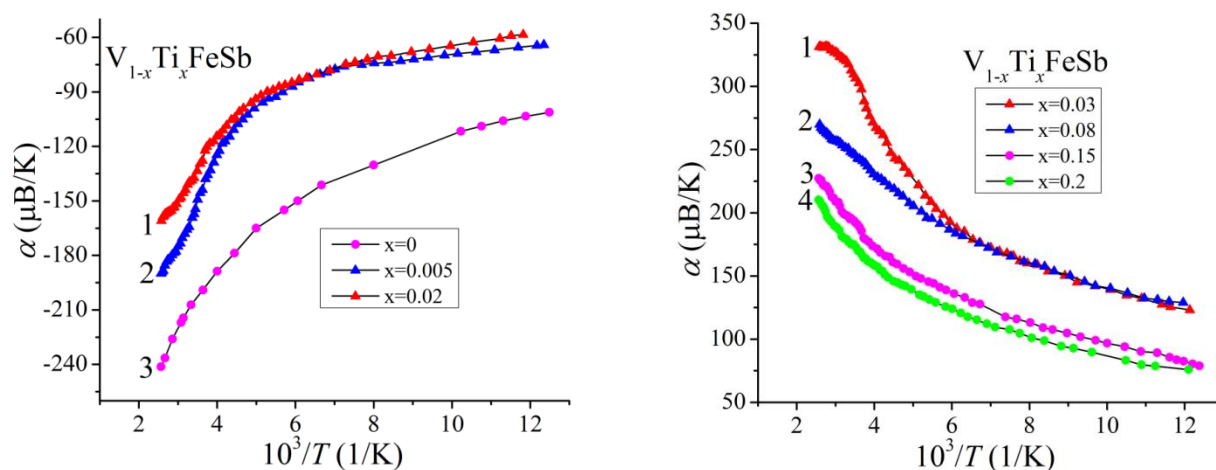 α (μВ/K)
-60
-90
-120
-150
-180
-210
-240
V1-xTixFeSb
1
2
3
x=0
x=0.005
x=0.02
2 4 6 8 10 12
10³/T (1/K)
α (μВ/K)
350
300
250
200
150
100
50
1
2
3
4
V1-xTixFeSb
x=0.03
x=0.08
x=0.15
x=0.2
2 4 6 8 10 12
10³/T (1/K)